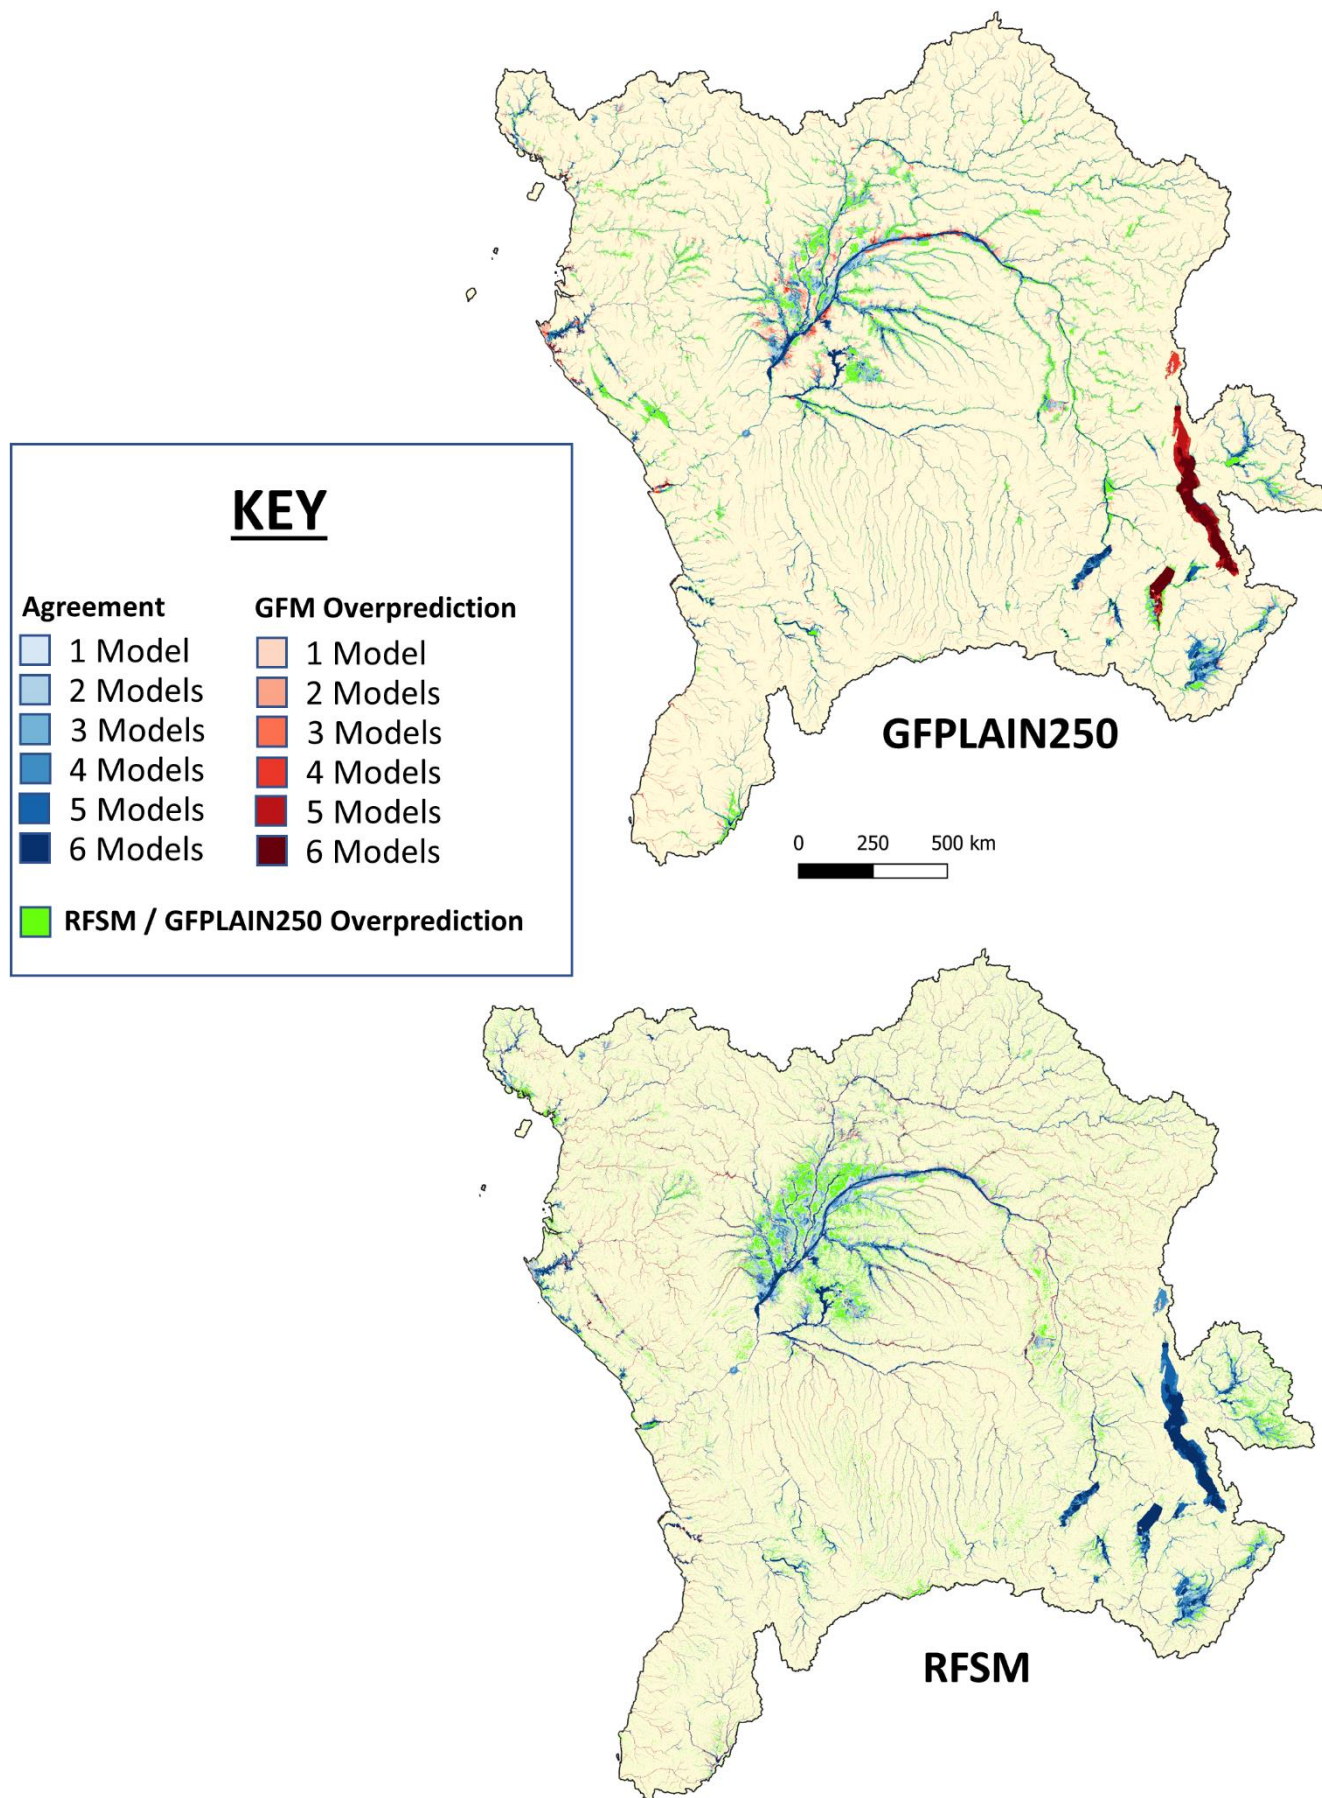 KEY
Agreement
GFM Overprediction
1 Model
1 Model
2 Models
2 Models
3 Models
3 Models
4 Models
4 Models
5 Models
5 Models
6 Models
6 Models
RFSM / GFPLAIN250 Overprediction
GFPLAIN250
0 250 500 km
RFSM